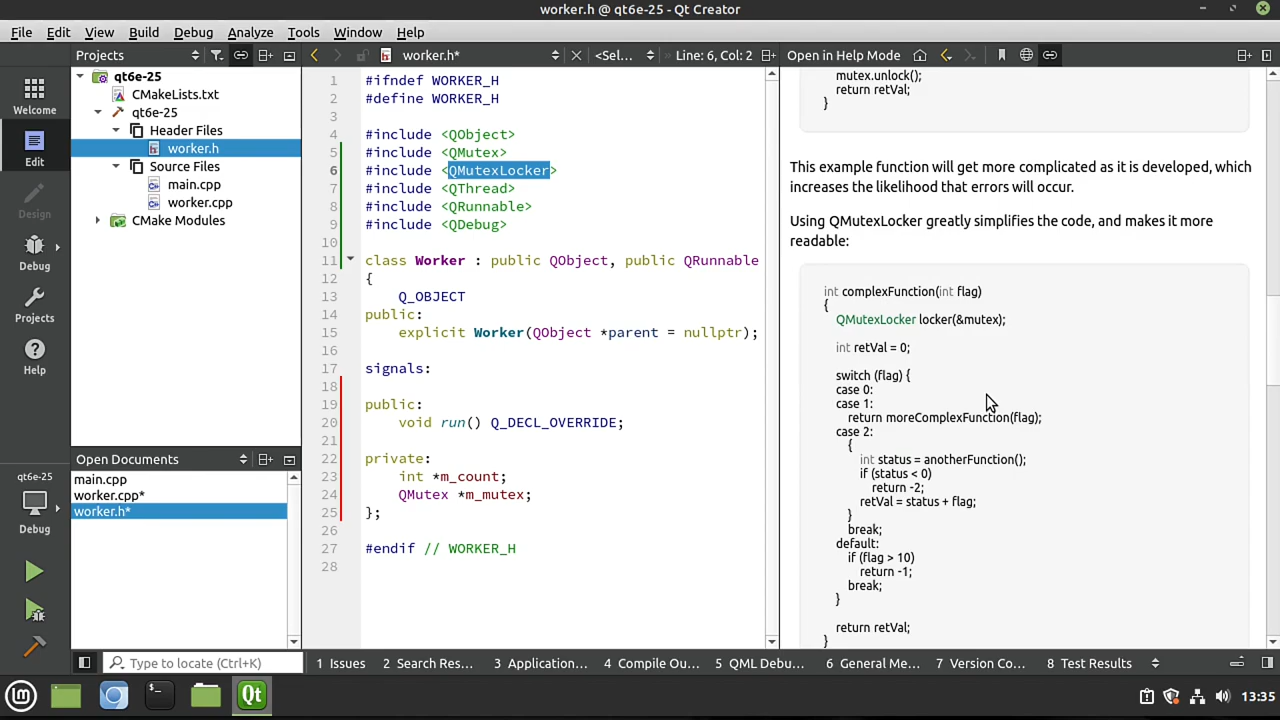 worker.h @ qt6e-25 - Qt Creator
File Edit View Build Debug Analyze Tools Window Help
Projects
worker.h*
<Sel...
Line: 6, Col: 2
Open in Help Mode
Welcome
Edit
Design
Debug
Projects
Help
qt6e-25
Debug
qt6e-25
CMakeLists.txt
qt6e-25
Header Files
worker.h
Source Files
main.cpp
worker.cpp
CMake Modules
Open Documents
main.cpp
worker.cpp*
worker.h*
1 #ifndef WORKER_H
2 #define WORKER_H
3
4 #include <QObject>
5 #include <QMutex>
6 #include <QMutexLocker>
7 #include <QThread>
8 #include <QRunnable>
9 #include <QDebug>
10
11 class Worker : public QObject, public QRunnable
12 {
13 Q_OBJECT
14 public:
15 explicit Worker(QObject *parent = nullptr);
16
17 signals:
18
19 public:
20 void run() Q_DECL_OVERRIDE;
21
22 private:
23 int *m_count;
24 QMutex *m_mutex;
25 };
26
27 #endif // WORKER_H
28
mutex.unlock();
return retVal;
}
This example function will get more complicated as it is developed, which
increases the likelihood that errors will occur.
Using QMutexLocker greatly simplifies the code, and makes it more
readable:
int complexFunction(int flag)
{
QMutexLocker locker(&mutex);
int retVal = 0;
switch (flag) {
case 0:
case 1:
return moreComplexFunction(flag);
case 2:
{
int status = anotherFunction();
if (status < 0)
return -2;
retVal = status + flag;
}
break;
default:
if (flag > 10)
return -1;
break;
}
return retVal;
}
Type to locate (Ctrl+K)
1 Issues
2 Search Res...
3 Application...
4 Compile Ou...
5 QML Debu...
6 General Me...
7 Version Co...
8 Test Results
13:35